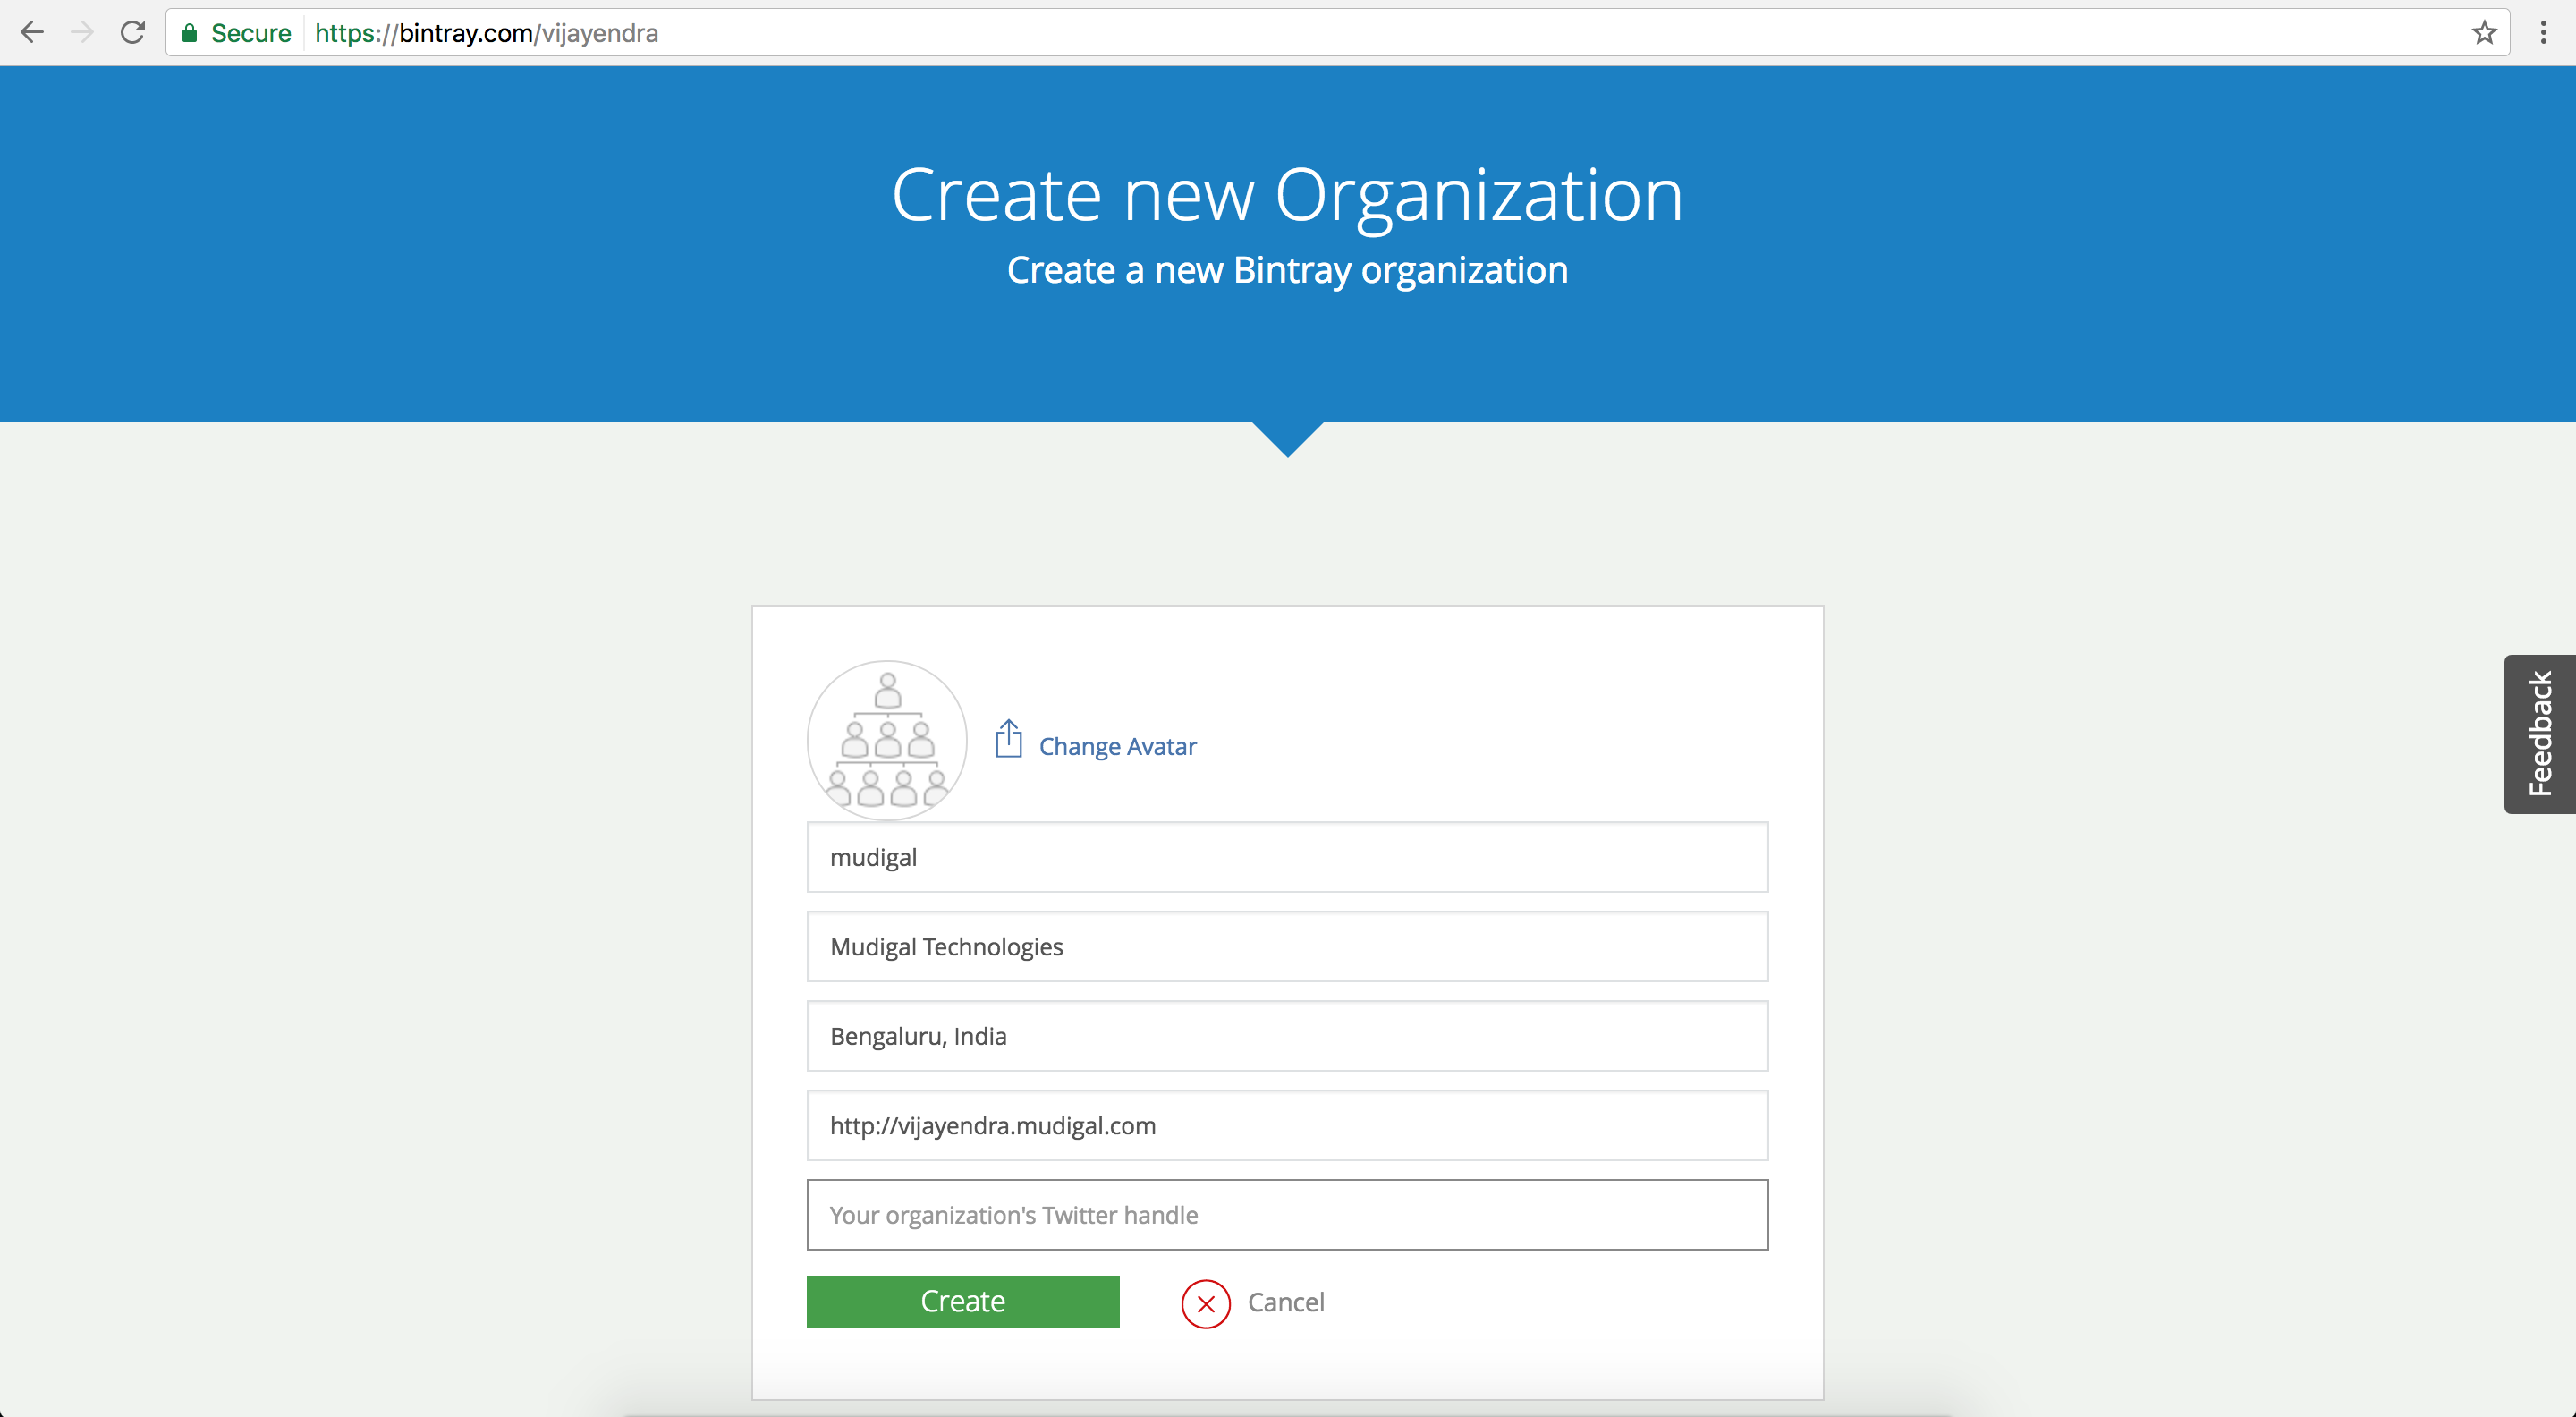 Secure https://bintray.com/vijayendra
Create new Organization
Create a new Bintray organization
Change Avatar
Feedback
mudigal
Mudigal Technologies
Bengaluru, India
http://vijayendra.mudigal.com
Your organization's Twitter handle
Create Cancel